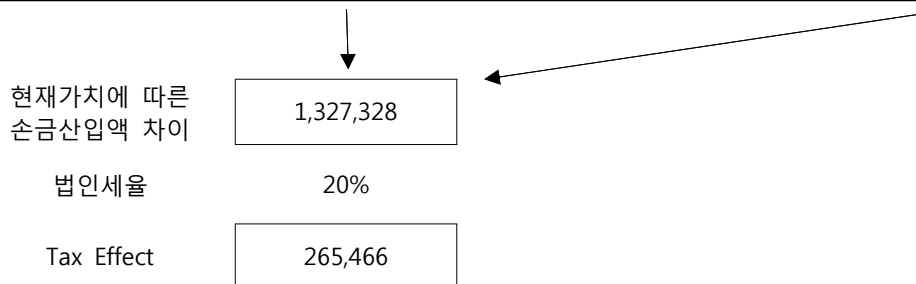 현재가치에 따른
손금산입액 차이
1,327,328
법인세율
20%
Tax Effect
265,466